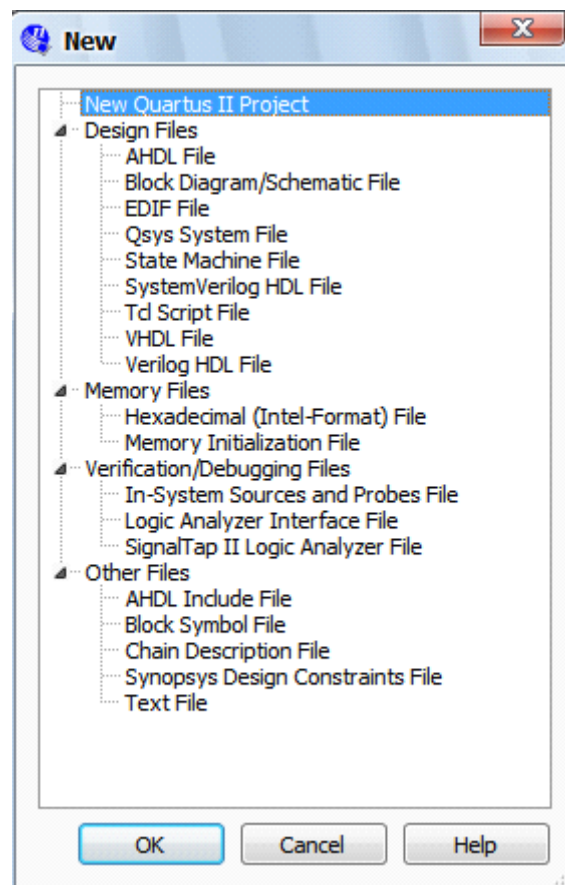 New
New Quartus II Project
Design Files
AHDL File
Block Diagram/Schematic File
EDIF File
Qsys System File
State Machine File
SystemVerilog HDL File
Tcl Script File
VHDL File
Verilog HDL File
Memory Files
Hexadecimal (Intel-Format) File
Memory Initialization File
Verification/Debugging Files
In-System Sources and Probes File
Logic Analyzer Interface File
SignalTap II Logic Analyzer File
Other Files
AHDL Include File
Block Symbol File
Chain Description File
Synopsys Design Constraints File
Text File
OK Cancel Help